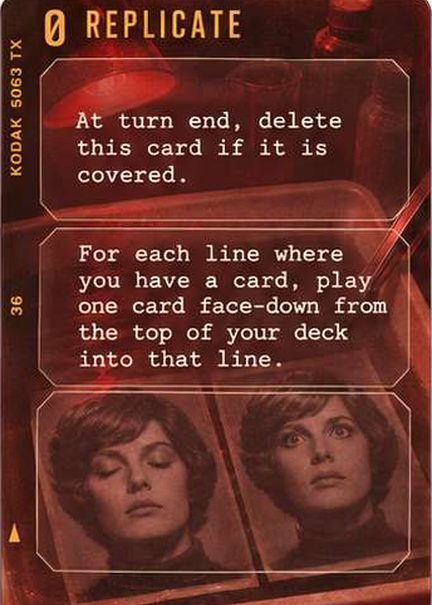 0 REPLICATE
At turn end, delete
this card if it is
covered.
For each line where
you have a card, play
one card face-down from
the top of your deck
into that line.
KODAK 5063 TX
36